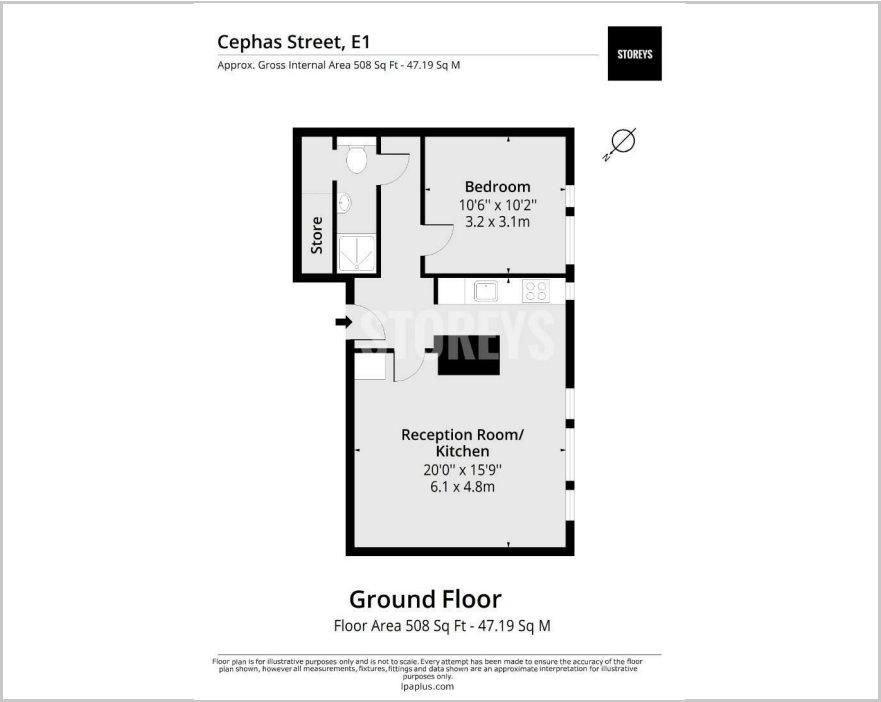 Cephas Street, E1
Approx. Gross Internal Area 508 Sq Ft - 47.19 Sq M
STOREYS
N
Bedroom
10'6" x 10'2"
3.2 x 3.1m
Store
STOREYS
Reception Room/
Kitchen
20'0" x 15'9"
6.1 x 4.8m
Ground Floor
Floor Area 508 Sq Ft - 47.19 Sq M
Floor plan is for illustrative purposes only and is not to scale. Every attempt has been made to ensure the accuracy of the floor
plan shown, however all measurements, fixtures, fittings and data shown are an approximate interpretation for illustrative
purposes only.
lpaplus.com